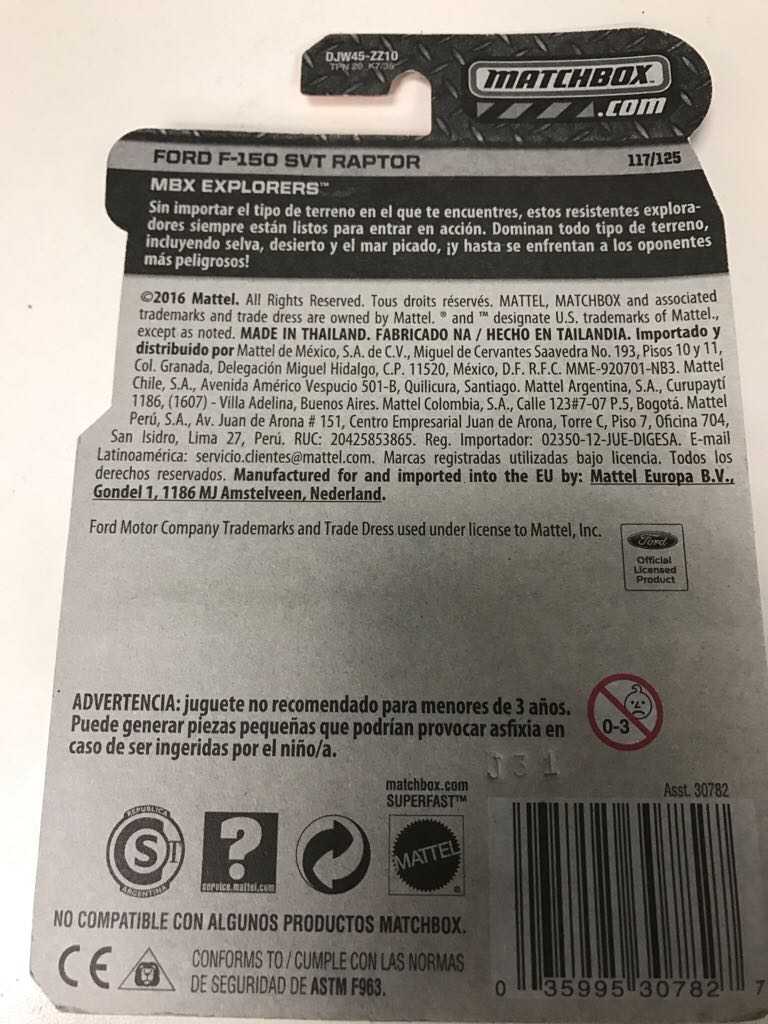 DJW45-ZZ10
TPN 20 K7/35
MATCHBOX
.COM
FORD F-150 SVT RAPTOR 117/125
MBX EXPLORERS™
Sin importar el tipo de terreno en el que te encuentres, estos resistentes explora-
dores siempre están listos para entrar en acción. Dominan todo tipo de terreno,
incluyendo selva, desierto y el mar picado, ¡y hasta se enfrentan a los oponentes
más peligrosos!
©2016 Mattel. All Rights Reserved. Tous droits réservés. MATTEL, MATCHBOX and associated
trademarks and trade dress are owned by Mattel. ® and ™ designate U.S. trademarks of Mattel.,
except as noted. MADE IN THAILAND. FABRICADO NA / HECHO EN TAILANDIA. Importado y
distribuido por Mattel de México, S.A. de C.V., Miguel de Cervantes Saavedra No. 193, Pisos 10 y 11,
Col. Granada, Delegación Miguel Hidalgo, C.P. 11520, México, D.F. R.F.C. MME-920701-NB3. Mattel
Chile, S.A., Avenida Américo Vespucio 501-B, Quilicura, Santiago. Mattel Argentina, S.A., Curupaytí
1186, (1607) - Villa Adelina, Buenos Aires. Mattel Colombia, S.A., Calle 123#7-07 P.5, Bogotá. Mattel
Perú, S.A., Av. Juan de Arona # 151, Centro Empresarial Juan de Arona, Torre C, Piso 7, Oficina 704,
San Isidro, Lima 27, Perú. RUC: 20425853865. Reg. Importador: 02350-12-JUE-DIGESA. E-mail
Latinoamérica: servicio.clientes@mattel.com. Marcas registradas utilizadas bajo licencia. Todos los
derechos reservados. Manufactured for and imported into the EU by: Mattel Europa B.V.,
Gondel 1, 1186 MJ Amstelveen, Nederland.
Ford Motor Company Trademarks and Trade Dress used under license to Mattel, Inc.
Ford
Official
Licensed
Product
ADVERTENCIA: juguete no recomendado para menores de 3 años.
Puede generar piezas pequeñas que podrían provocar asfixia en
caso de ser ingeridas por el niño/a.
0-3
J31
matchbox.com
SUPERFAST™
Asst. 30782
REPUBLICA
S T
ARGENTINA
?
service.mattel.com
MATTEL
®
NO COMPATIBLE CON ALGUNOS PRODUCTOS MATCHBOX.
CE
CONFORMS TO / CUMPLE CON LAS NORMAS
DE SEGURIDAD DE ASTM F963.
0 35995 30782 7